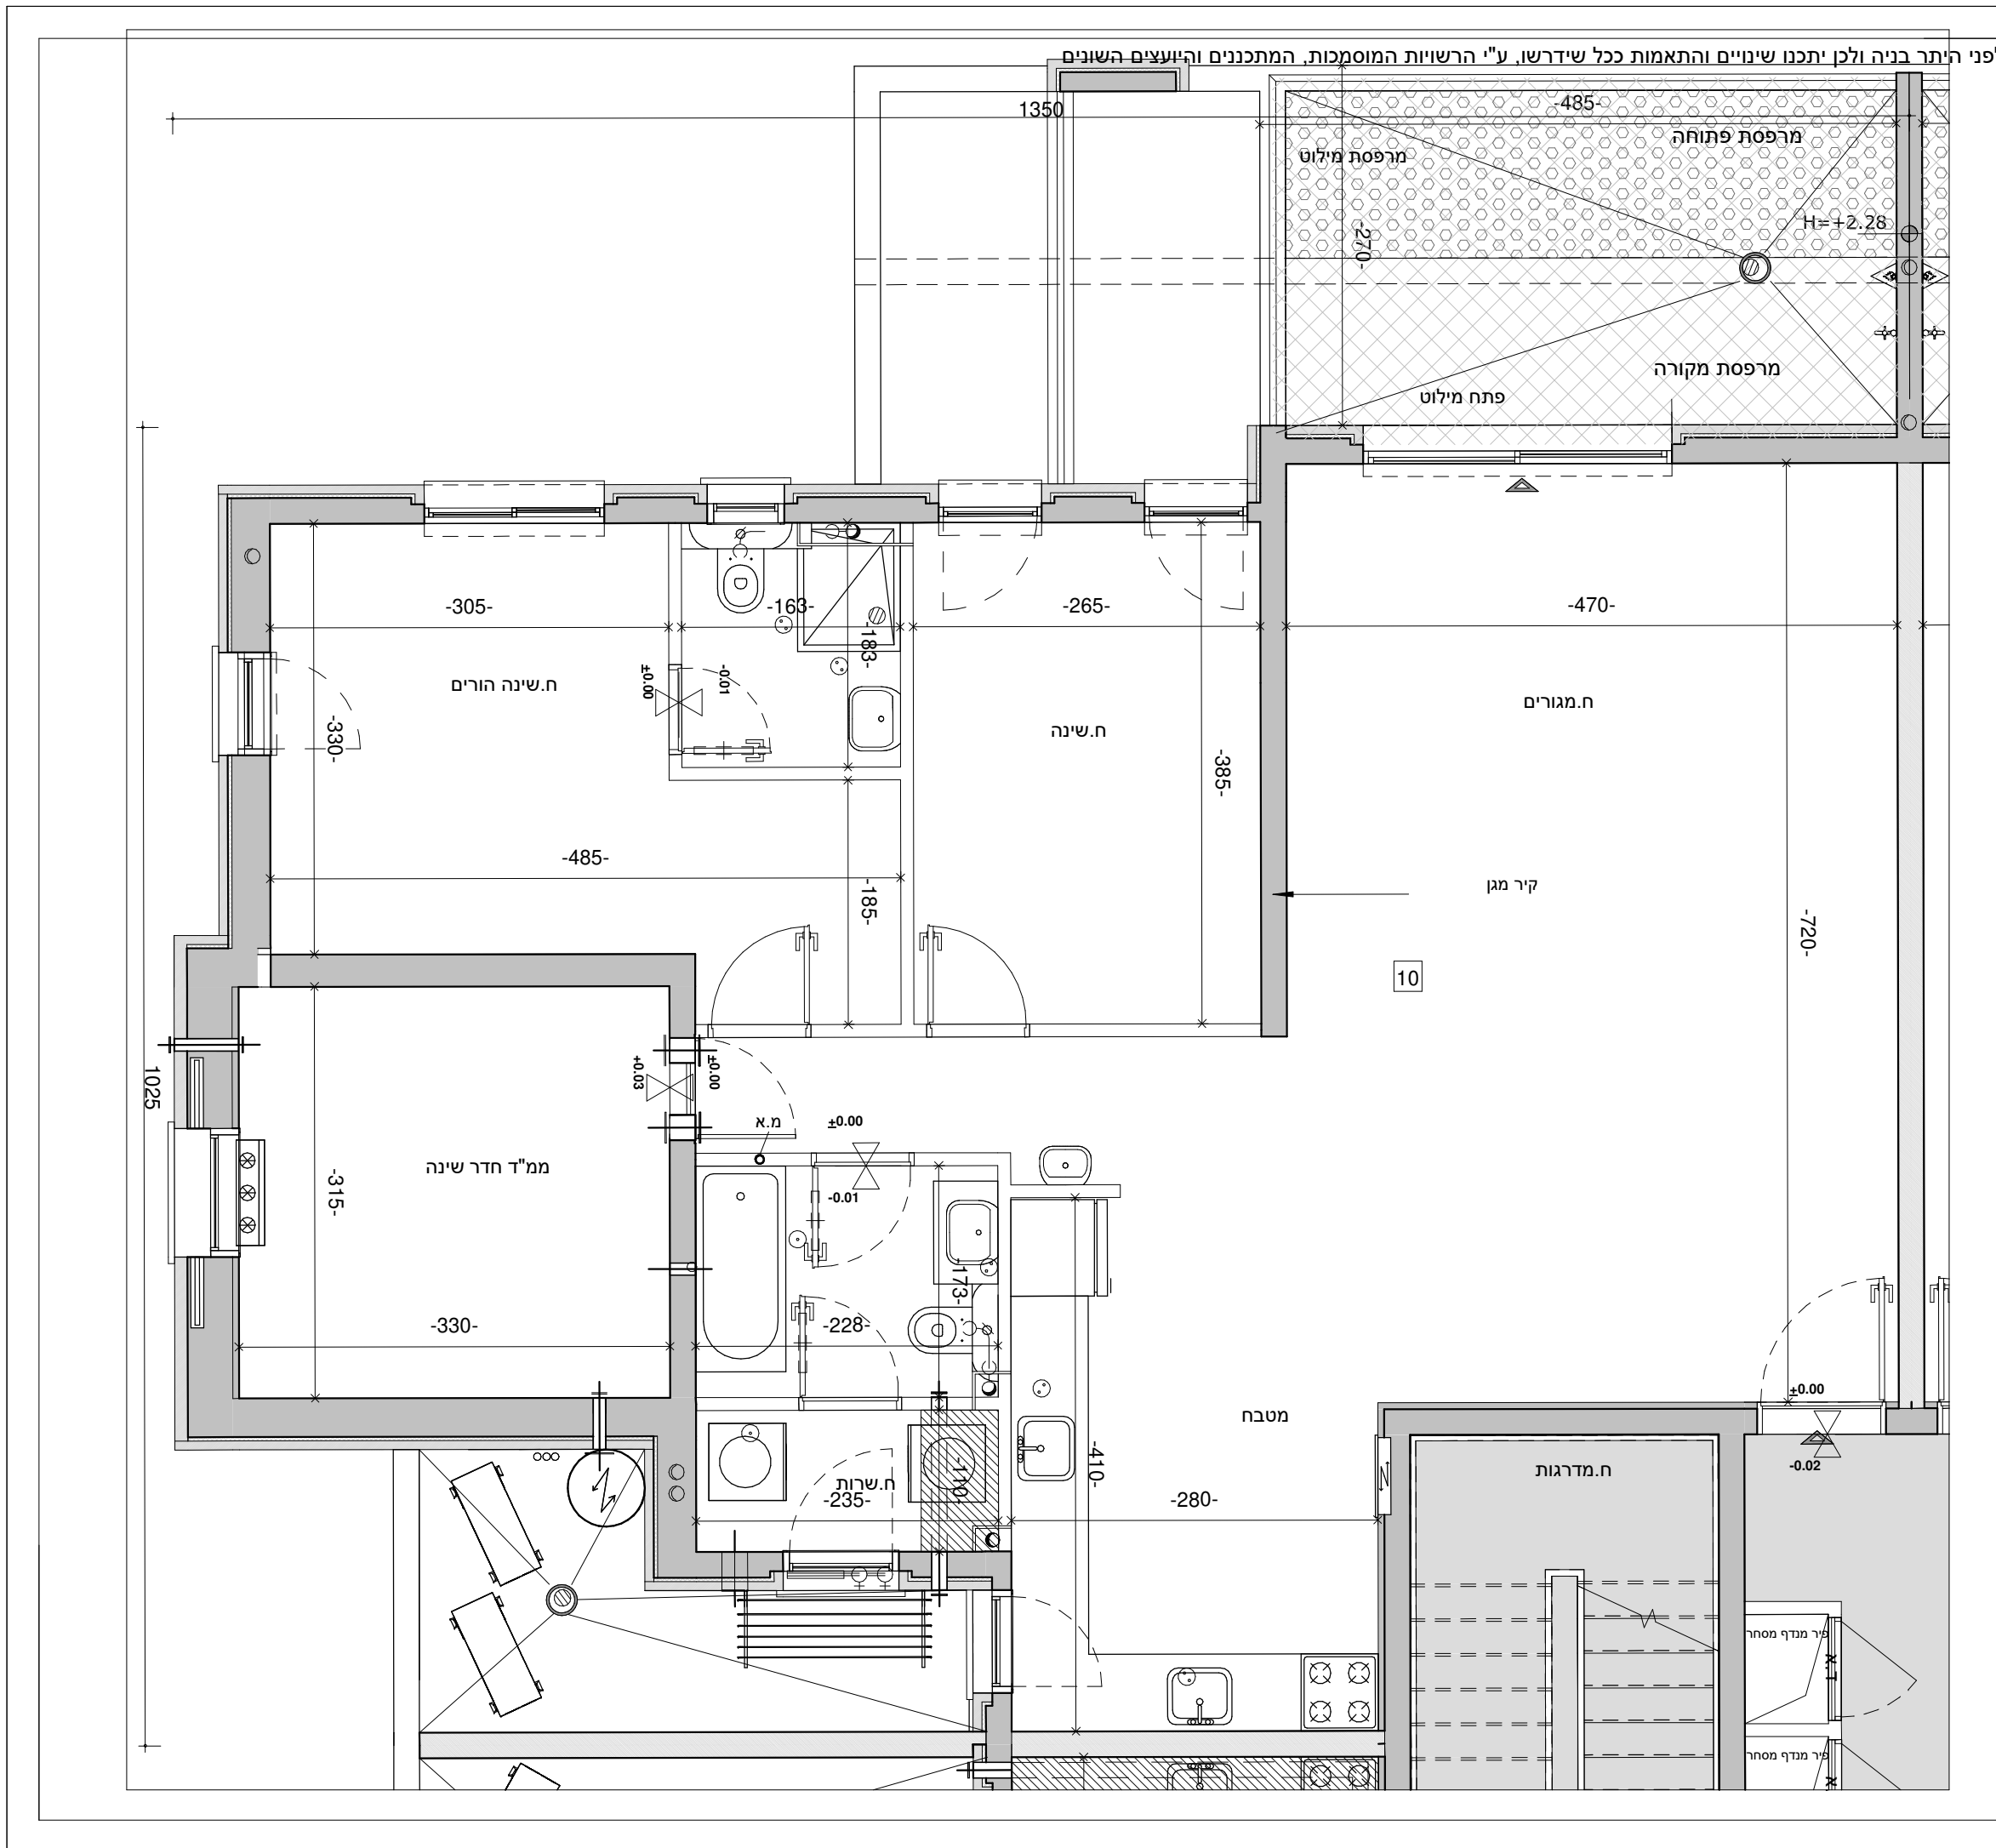 לפני היתר בניה ולכן יתכנו שינויים והתאמות ככל שידרשו, ע"י הרשויות המוסמכות, המתכננים והיועצים השונים
1350
-485-
מרפסת פתוחה
מרפסת מילוט
H=+2.28
-270-
מרפסת מקורה
פתח מילוט
-305-
-163-
-265-
-470-
-183-
±0.00
-0.01
ח.שינה הורים
ח.מגורים
ח.שינה
-330-
-385-
-485-
-185-
קיר מגן
-720-
10
1025
+0.03
±0.00
מ.א
±0.00
ממ"ד חדר שינה
-315-
-0.01
-173-
-330-
-228-
±0.00
מטבח
-410-
ח.מדרגות
-0.02
ח.שרות
-110-
-235-
-280-
פיר מנדף מסחר
ד.א
פיר מנדף מסחר